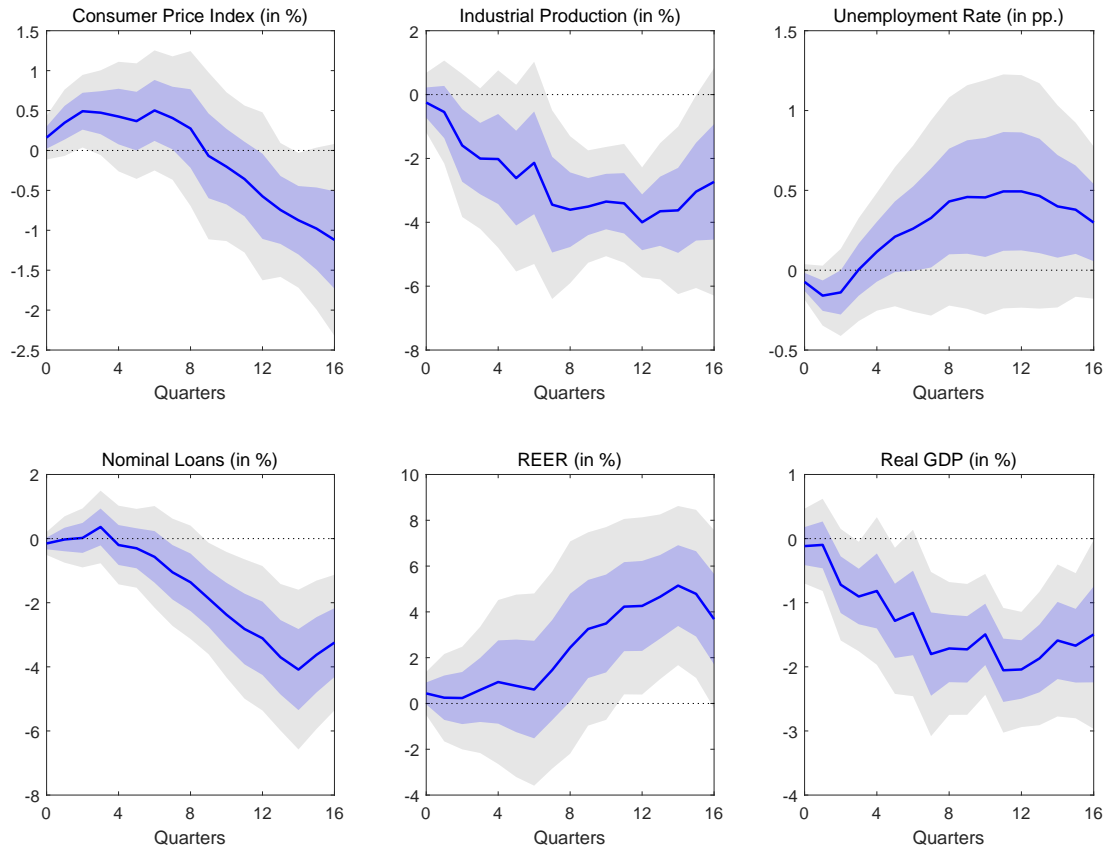 Consumer Price Index (in %)
1.5
1
0.5
0
-0.5
-1
-1.5
-2
-2.5
0 4 8 12 16
Quarters
Industrial Production (in %)
2
0
-2
-4
-6
-8
0 4 8 12 16
Quarters
Unemployment Rate (in pp.)
1.5
1
0.5
0
-0.5
0 4 8 12 16
Quarters
Nominal Loans (in %)
2
0
-2
-4
-6
-8
0 4 8 12 16
Quarters
REER (in %)
10
8
6
4
2
0
-2
-4
0 4 8 12 16
Quarters
Real GDP (in %)
1
0
-1
-2
-3
-4
0 4 8 12 16
Quarters